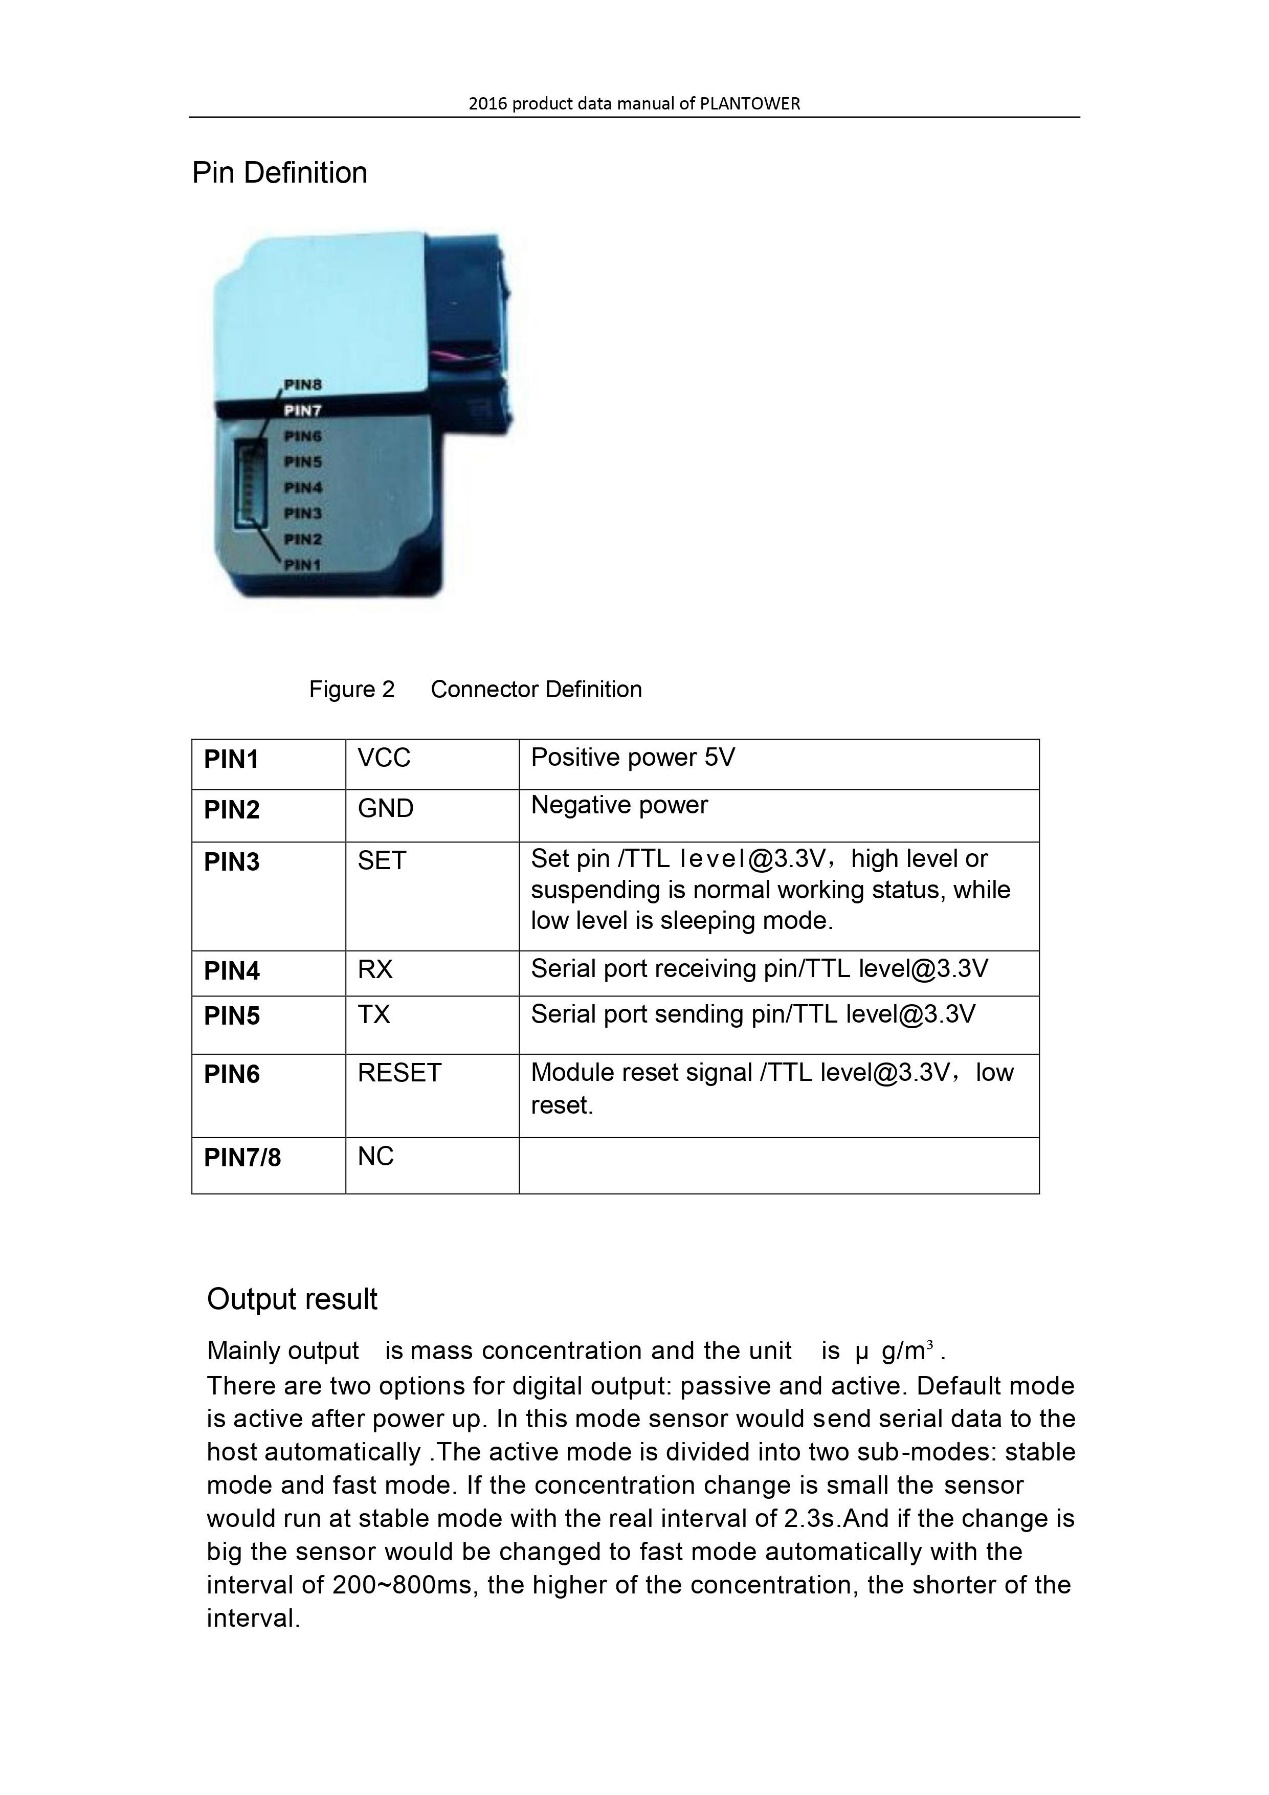 2016 product data manual of PLANTOWER
Pin Definition
PIN8
PIN7
PIN6
PIN5
PIN4
PIN3
PIN2
PIN1
Figure 2 Connector Definition
PIN1 VCC Positive power 5V
PIN2 GND Negative power
PIN3 SET Set pin /TTL level@3.3V，high level or
suspending is normal working status, while
low level is sleeping mode.
PIN4 RX Serial port receiving pin/TTL level@3.3V
PIN5 TX Serial port sending pin/TTL level@3.3V
PIN6 RESET Module reset signal /TTL level@3.3V，low
reset.
PIN7/8 NC
Output result
Mainly output is mass concentration and the unit is μ g/m³ .
There are two options for digital output: passive and active. Default mode
is active after power up. In this mode sensor would send serial data to the
host automatically .The active mode is divided into two sub-modes: stable
mode and fast mode. If the concentration change is small the sensor
would run at stable mode with the real interval of 2.3s.And if the change is
big the sensor would be changed to fast mode automatically with the
interval of 200~800ms, the higher of the concentration, the shorter of the
interval.